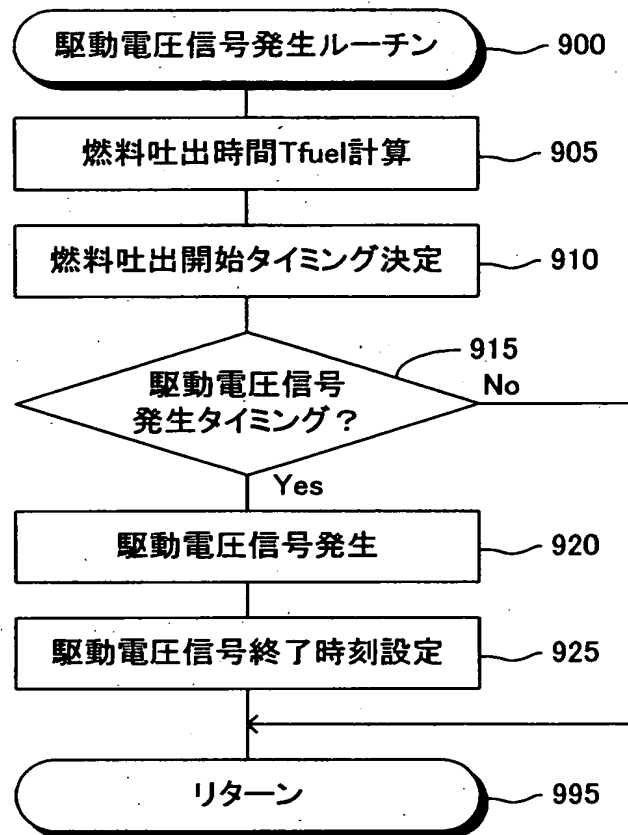 駆動電圧信号発生ルーチン
900
燃料吐出時間Tfuel計算
905
燃料吐出開始タイミング決定
910
915
駆動電圧信号
発生タイミング？
No
Yes
駆動電圧信号発生
920
駆動電圧信号終了時刻設定
925
リターン
995